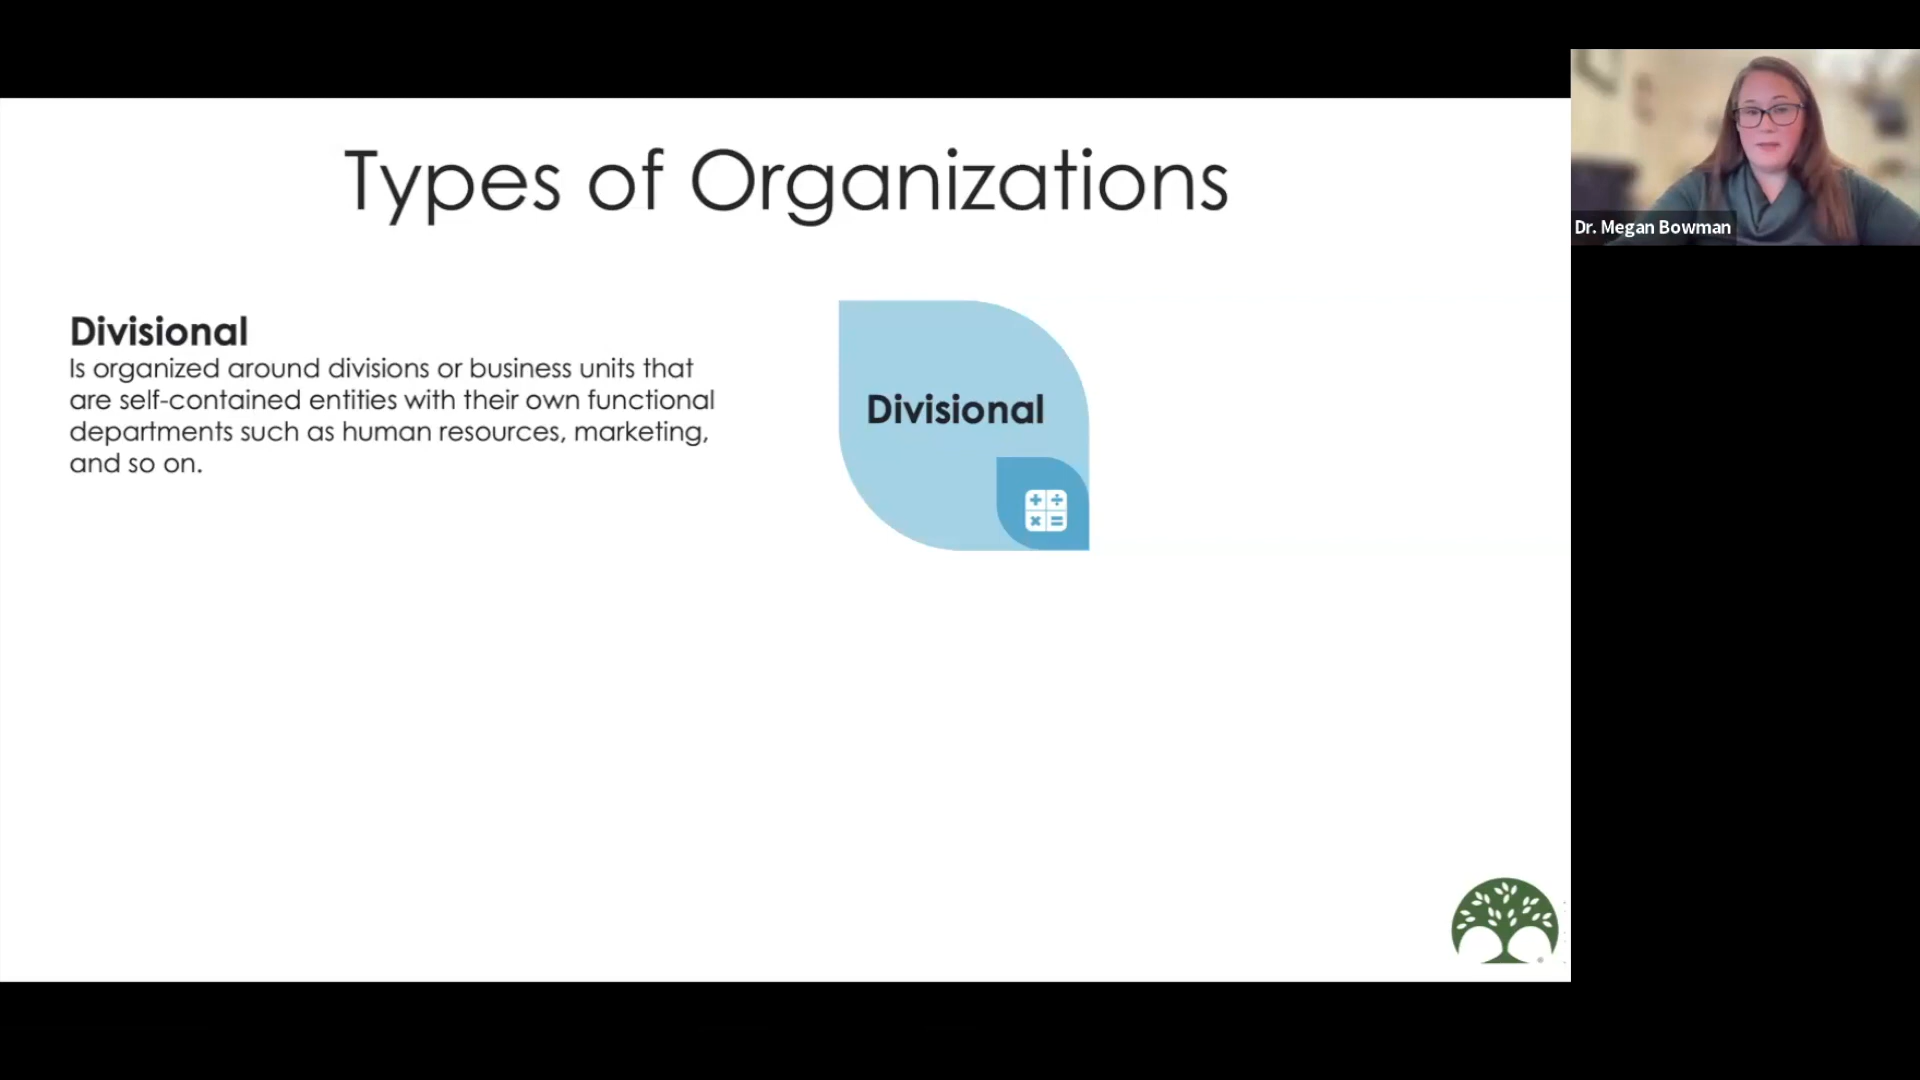 Types of Organizations
Divisional
Is organized around divisions or business units that
are self-contained entities with their own functional
departments such as human resources, marketing,
and so on.
Divisional
Dr. Megan Bowman